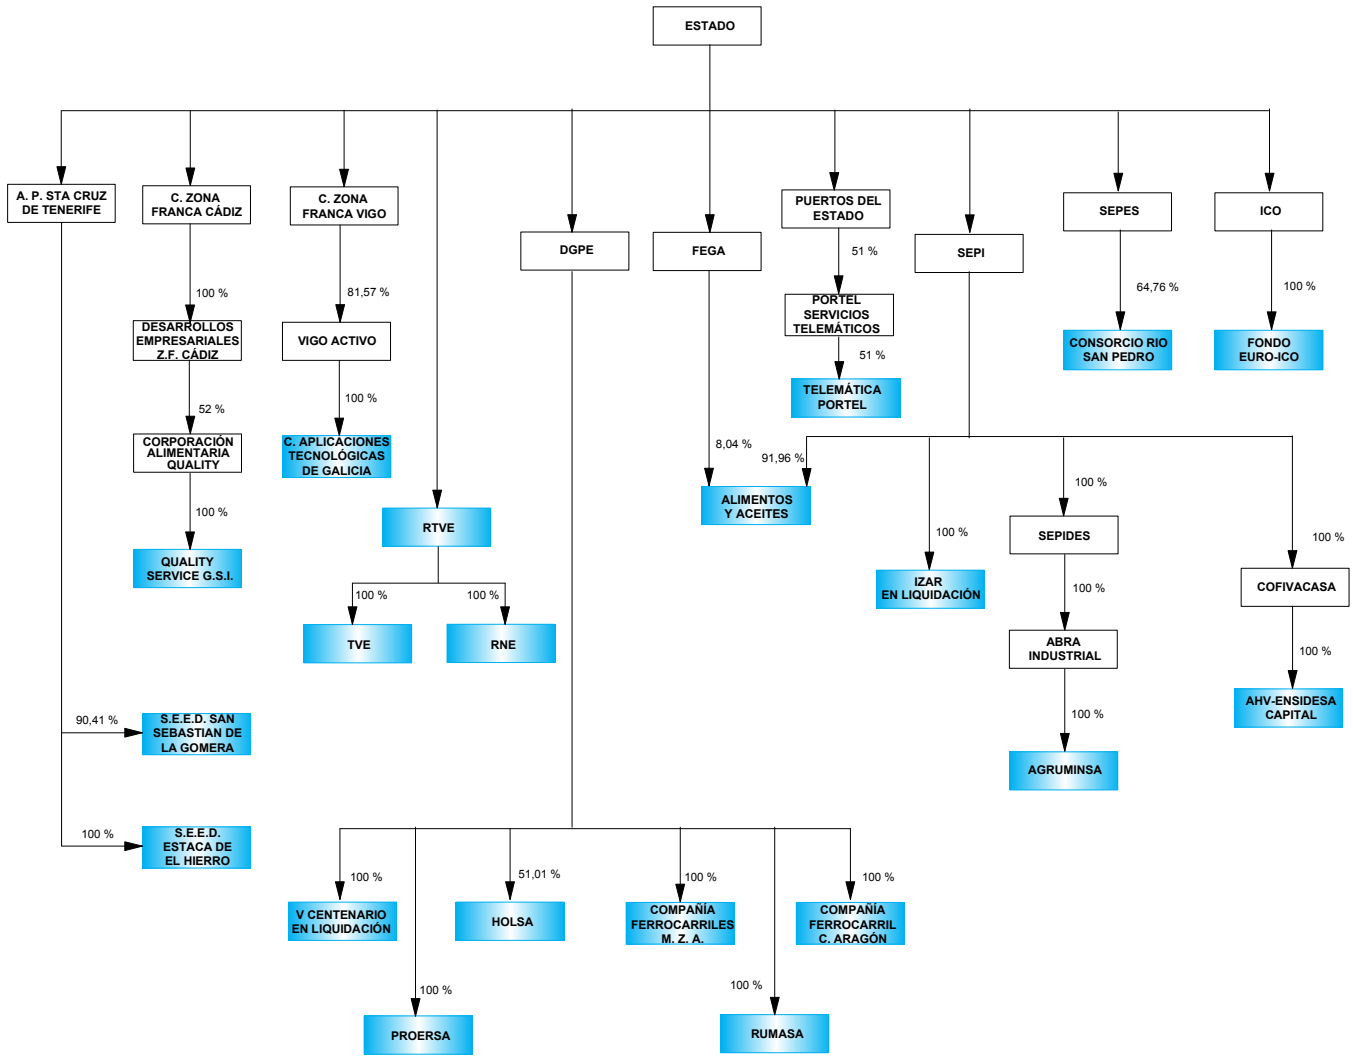 ESTADO
A. P. STA CRUZ
DE TENERIFE
C. ZONA
FRANCA CÁDIZ
C. ZONA
FRANCA VIGO
DGPE
FEGA
PUERTOS DEL
ESTADO
SEPI
SEPES
ICO
100 %
81,57 %
51 %
64,76 %
100 %
DESARROLLOS
EMPRESARIALES
Z.F. CÁDIZ
VIGO ACTIVO
PORTEL
SERVICIOS
TELEMÁTICOS
CONSORCIO RIO
SAN PEDRO
FONDO
EURO-ICO
52 %
100 %
51 %
TELEMÁTICA
PORTEL
CORPORACIÓN
ALIMENTARIA
QUALITY
C. APLICACIONES
TECNOLÓGICAS
DE GALICIA
8,04 %
91,96 %
ALIMENTOS
Y ACEITES
100 %
100 %
100 %
100 %
QUALITY
SERVICE G.S.I.
RTVE
IZAR
EN LIQUIDACIÓN
SEPIDES
COFIVACASA
100 %
100 %
100 %
TVE
RNE
ABRA
INDUSTRIAL
100 %
AHV-ENSIDESA
CAPITAL
90,41 %
S.E.E.D. SAN
SEBASTIAN DE
LA GOMERA
100 %
AGRUMINSA
100 %
S.E.E.D.
ESTACA DE
EL HIERRO
100 %
51,01 %
100 %
100 %
V CENTENARIO
EN LIQUIDACIÓN
HOLSA
COMPAÑÍA
FERROCARRILES
M. Z. A.
COMPAÑÍA
FERROCARRIL
C. ARAGÓN
100 %
100 %
PROERSA
RUMASA